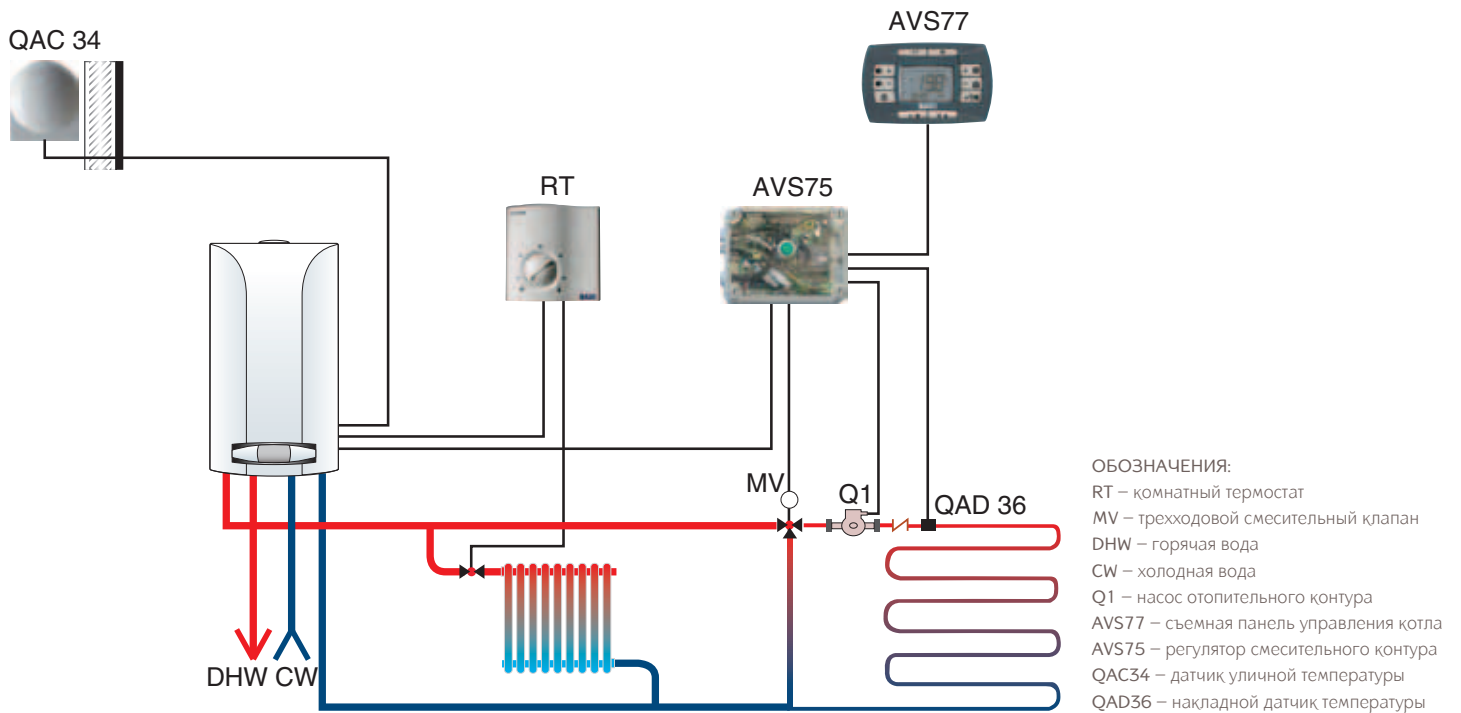 AVS77
QAC 34
RT
AVS75
MV
Q1
QAD 36
DHW CW
ОБОЗНАЧЕНИЯ:
RT – комнатный термостат
MV – трехходовой смесительный клапан
DHW – горячая вода
CW – холодная вода
Q1 – насос отопительного контура
AVS77 – съемная панель управления котла
AVS75 – регулятор смесительного контура
QAC34 – датчик уличной температуры
QAD36 – накладной датчик температуры